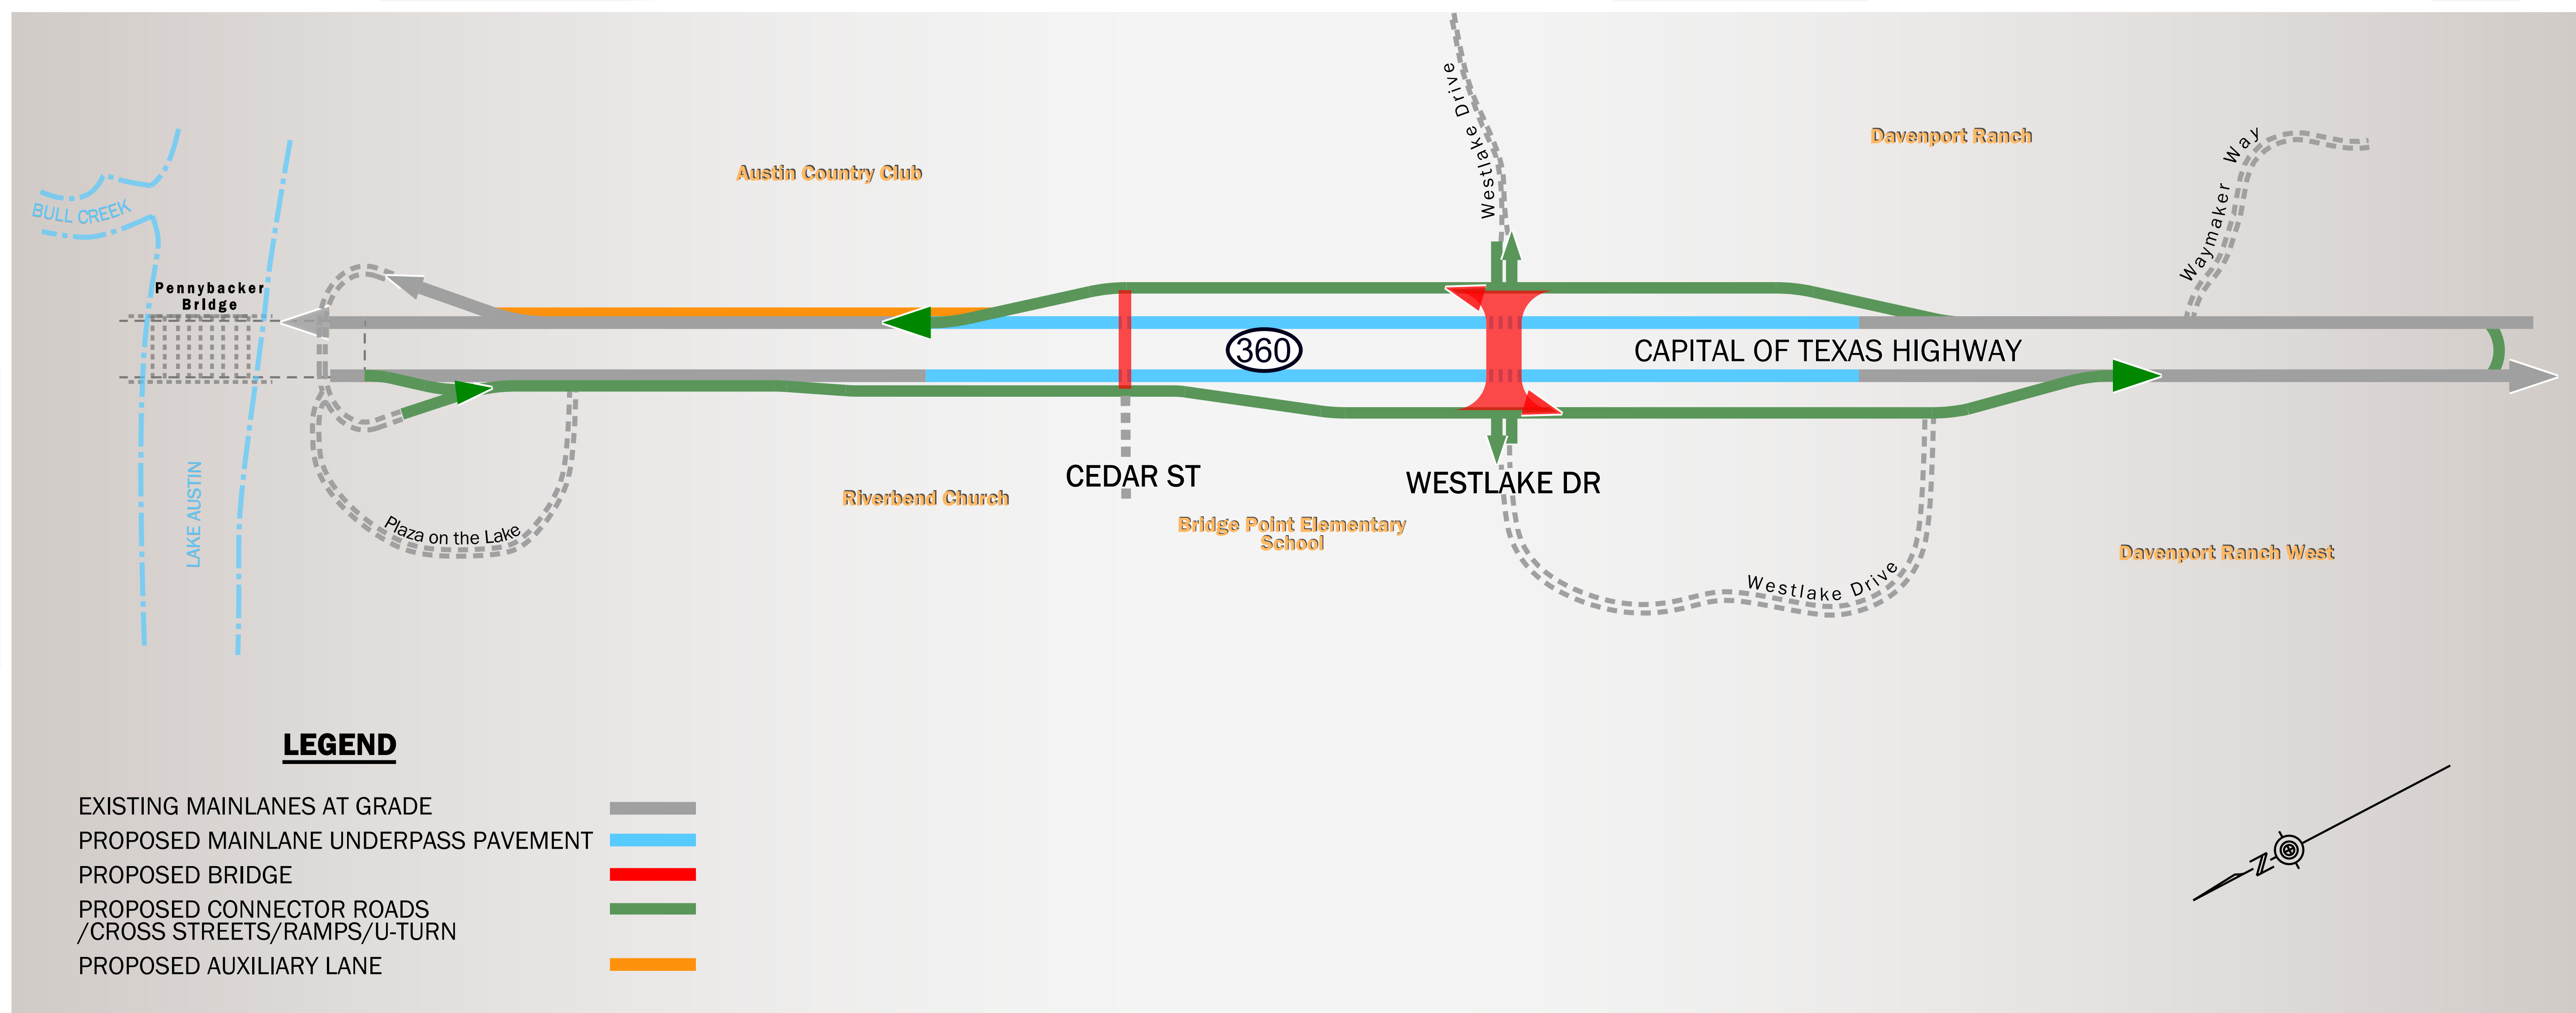 Westlake Drive
Davenport Ranch
Waymaker Way
Austin Country Club
BULL CREEK
Pennybacker
Bridge
360
CAPITAL OF TEXAS HIGHWAY
CEDAR ST
WESTLAKE DR
LAKE AUSTIN
Plaza on the Lake
Riverbend Church
Bridge Point Elementary
School
Westlake Drive
Davenport Ranch West
LEGEND
EXISTING MAINLANES AT GRADE
PROPOSED MAINLANE UNDERPASS PAVEMENT
PROPOSED BRIDGE
PROPOSED CONNECTOR ROADS
/CROSS STREETS/RAMPS/U-TURN
PROPOSED AUXILIARY LANE
N